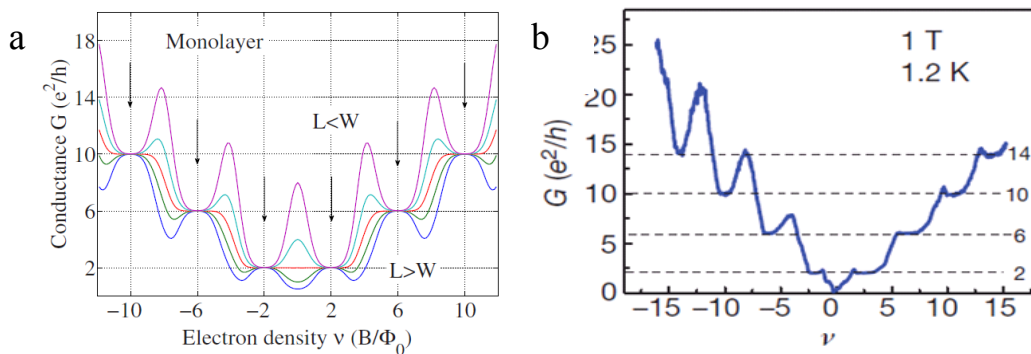 a
Monolayer
L<W
L>W
Conductance G (e²/h)
18
14
10
6
2
−10
−6
−2
2
6
10
Electron density ν (B/Φ₀)
b
1 T
1.2 K
G (e²/h)
25
20
15
10
5
0
14
10
6
2
−15
−10
−5
0
5
10
15
ν